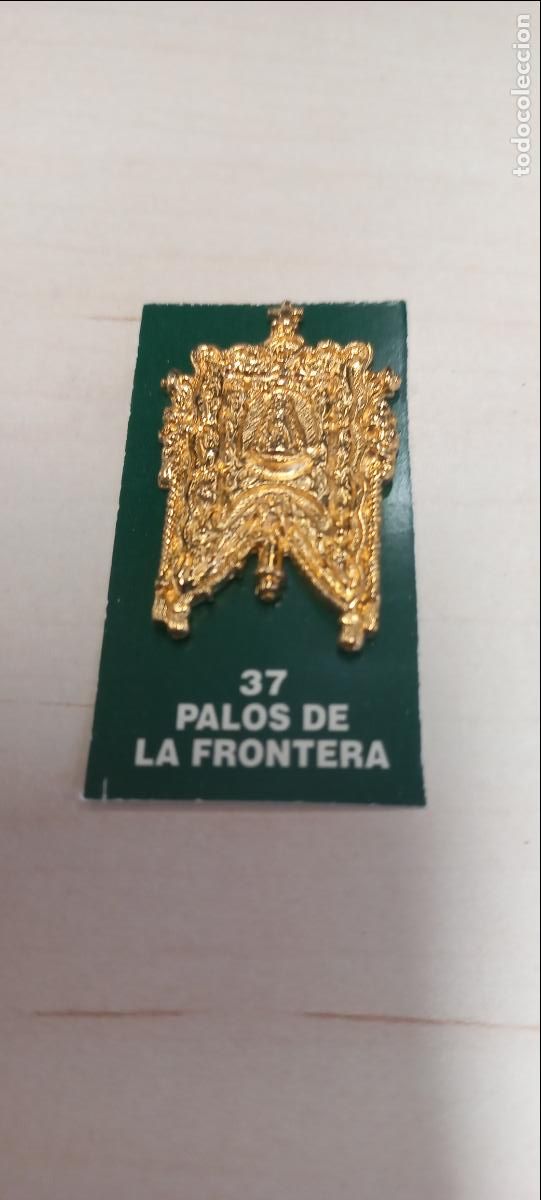 todocoleccion
37
PALOS DE
LA FRONTERA